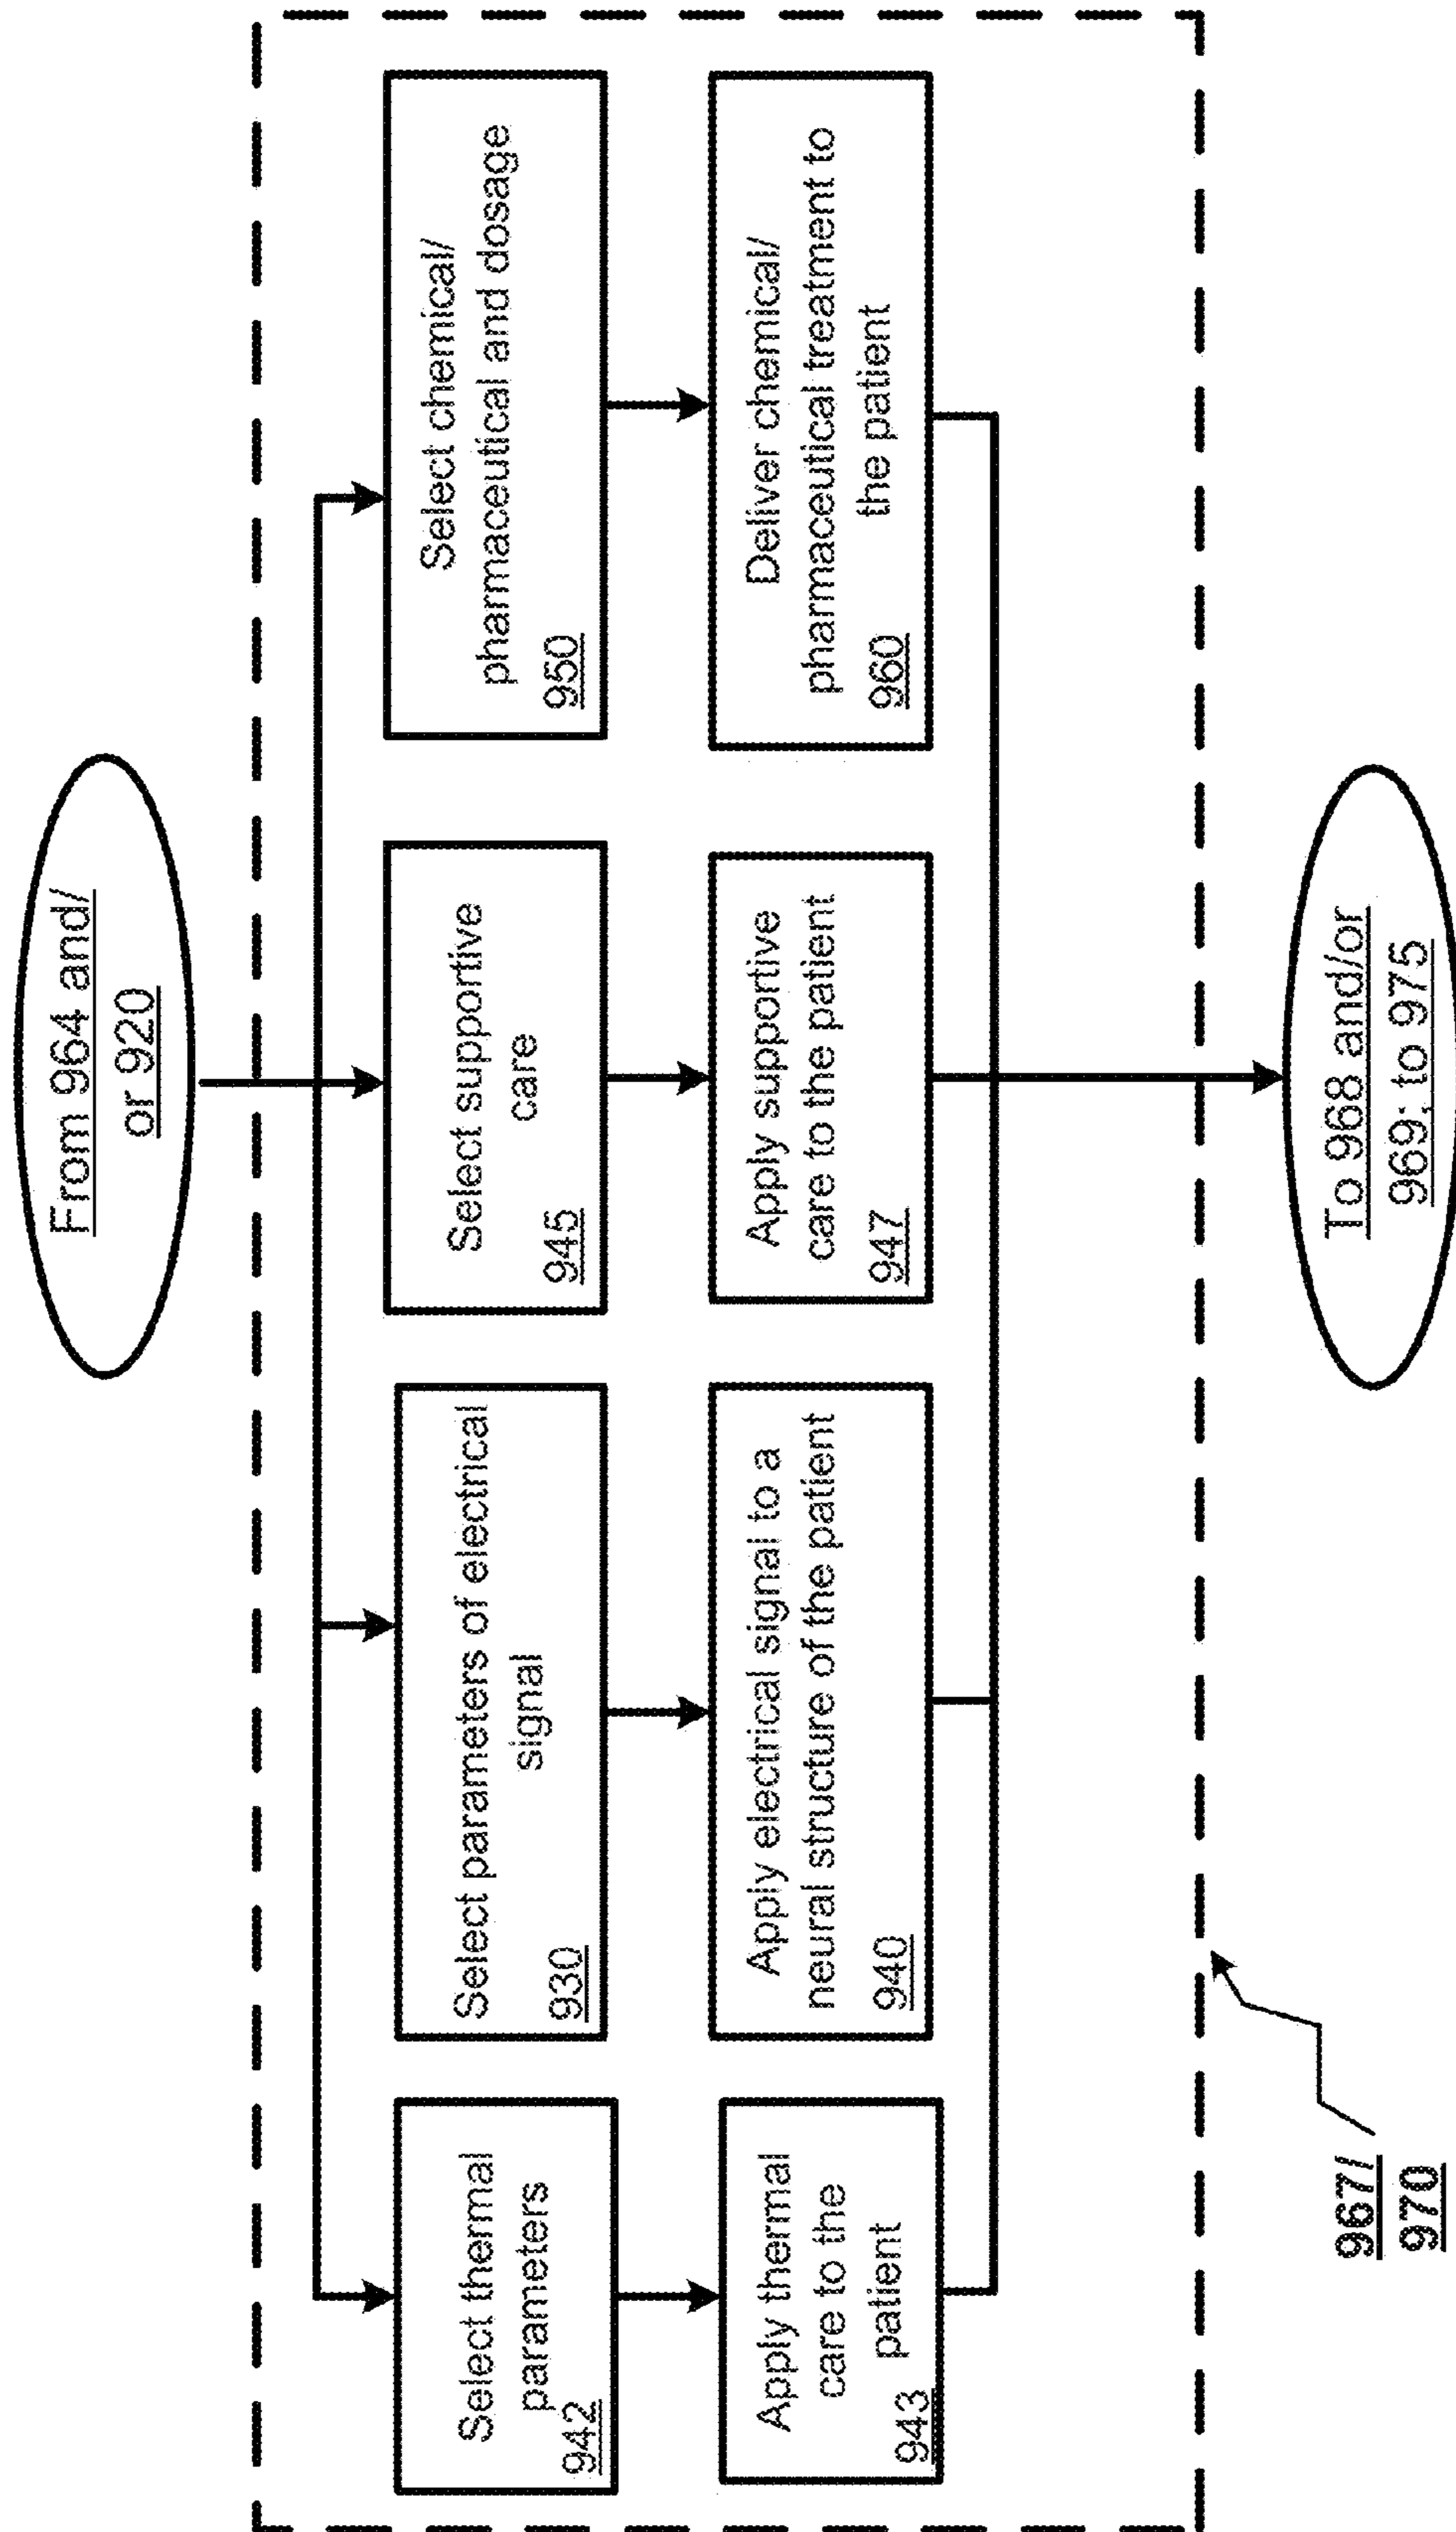 From 964 and/
or 920
Select thermal
parameters
942
Select parameters of electrical
signal
930
Select supportive
care
945
Select chemical/
pharmaceutical and dosage
950
Apply thermal
care to the
patient
943
Apply electrical signal to a
neural structure of the patient
940
Apply supportive
care to the patient
947
Deliver chemical/
pharmaceutical treatment to
the patient
960
To 968 and/or
969; to 975
967/
970